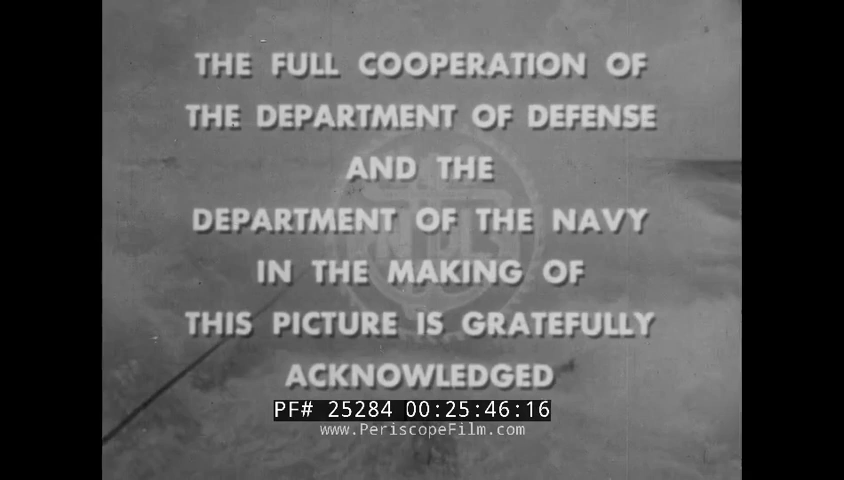 THE FULL COOPERATION OF
THE DEPARTMENT OF DEFENSE
AND THE
DEPARTMENT OF THE NAVY
IN THE MAKING OF
THIS PICTURE IS GRATEFULLY
ACKNOWLEDGED
PF# 25284 00:25:46:16
www.PeriscopeFilm.com